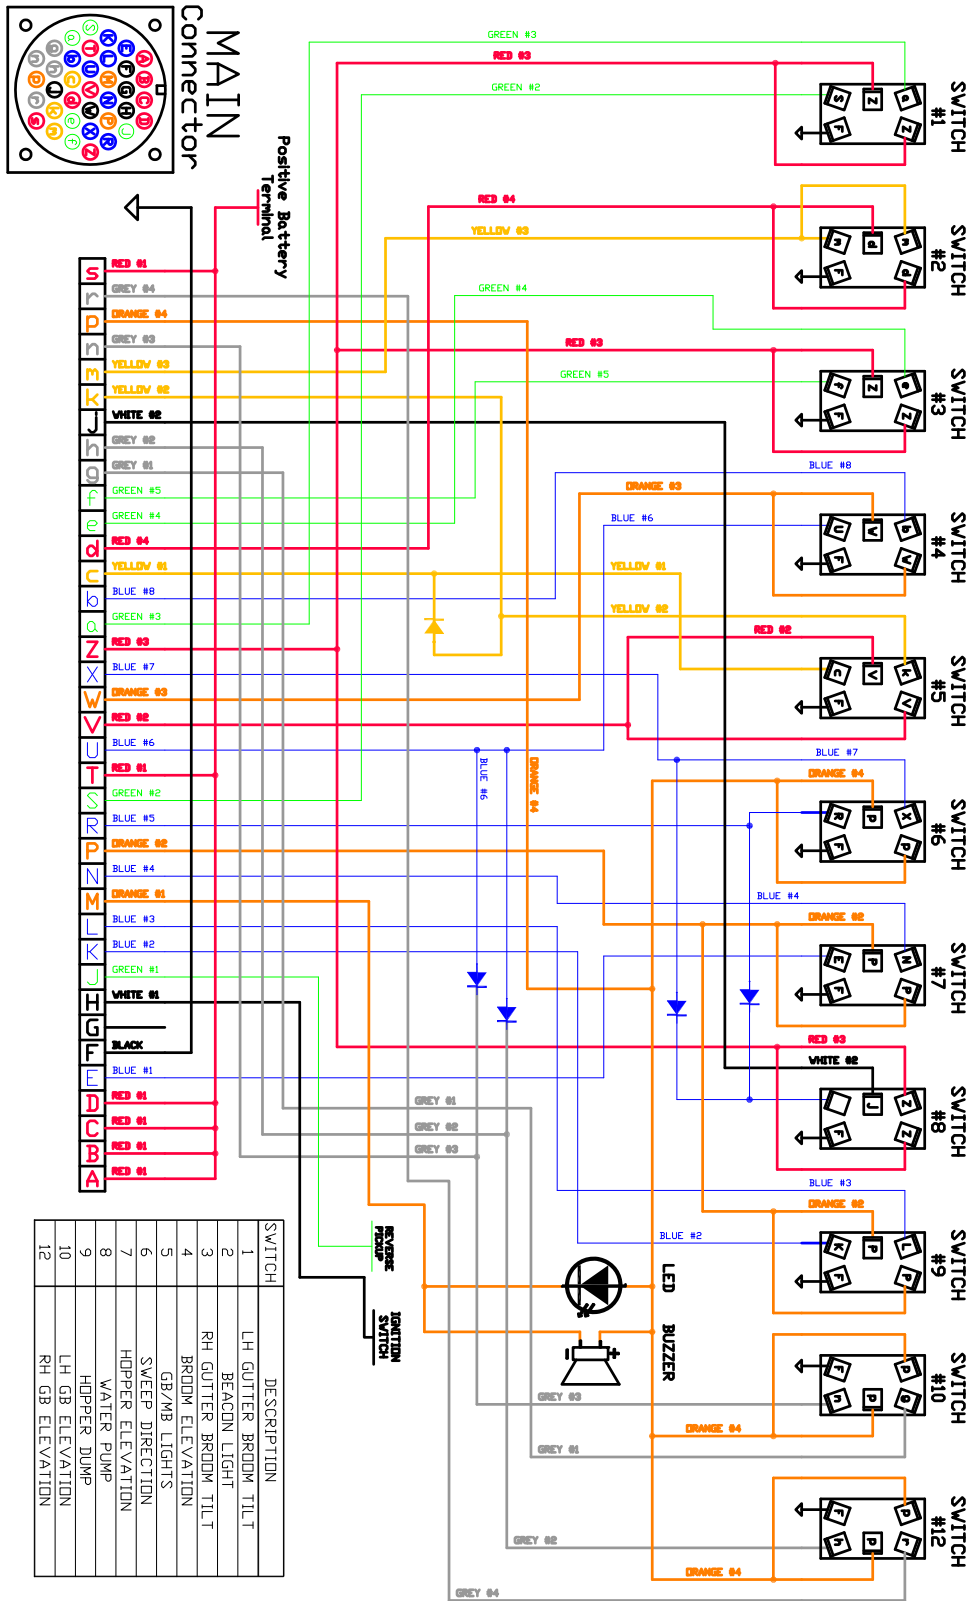 MAIN
Connector
A B C D
E F G H J
K L M N P R
T U V W X Z
S b c d e f
a h J k m
g n p r s
Positive Battery
Terminal
s RED #1
r GREY #4
p ORANGE #4
n GREY #3
m YELLOW #3
k YELLOW #2
j WHITE #2
h GREY #2
g GREY #1
f GREEN #5
e GREEN #4
d RED #4
c YELLOW #1
b BLUE #8
a GREEN #3
Z RED #3
X BLUE #7
W ORANGE #3
V RED #2
U BLUE #6
T RED #1
S GREEN #2
R BLUE #5
P ORANGE #2
N BLUE #4
M ORANGE #1
L BLUE #3
K BLUE #2
J GREEN #1
H WHITE #1
G
F BLACK
E BLUE #1
D RED #1
C RED #1
B RED #1
A RED #1
GREEN #3
RED #3
GREEN #2
RED #4
YELLOW #3
GREEN #4
RED #3
GREEN #5
BLUE #8
ORANGE #3
BLUE #6
YELLOW #1
YELLOW #2
RED #2
BLUE #7
BLUE #6
ORANGE #4
ORANGE #4
BLUE #4
ORANGE #2
RED #3
WHITE #2
GREY #1
GREY #2
GREY #3
BLUE #3
ORANGE #2
BLUE #2
REVERSE
PICKUP
IGNITION
SWITCH
LED
BUZZER
- +
GREY #3
ORANGE #4
GREY #1
GREY #2
ORANGE #4
GREY #4
SWITCH
#1
a Z
Z
S F
SWITCH
#2
m d
d
m F
SWITCH
#3
e Z
Z
f F
SWITCH
#4
b W
W
U F
SWITCH
#5
k V
V
c F
SWITCH
#6
X P
P
R F
SWITCH
#7
N P
P
E F
SWITCH
#8
Z Z
J
F
SWITCH
#9
L P
P
K F
SWITCH
#10
p g
p
F n
SWITCH
#12
p r
p
F h
SWITCH DESCRIPTION
1 LH GUTTER BROOM TILT
2 BEACON LIGHT
3 RH GUTTER BROOM TILT
4 BROOM ELEVATION
5 GB/MB LIGHTS
6 SWEEP DIRECTION
7 HOPPER ELEVATION
8 WATER PUMP
9 HOPPER DUMP
10 LH GB ELEVATION
12 RH GB ELEVATION